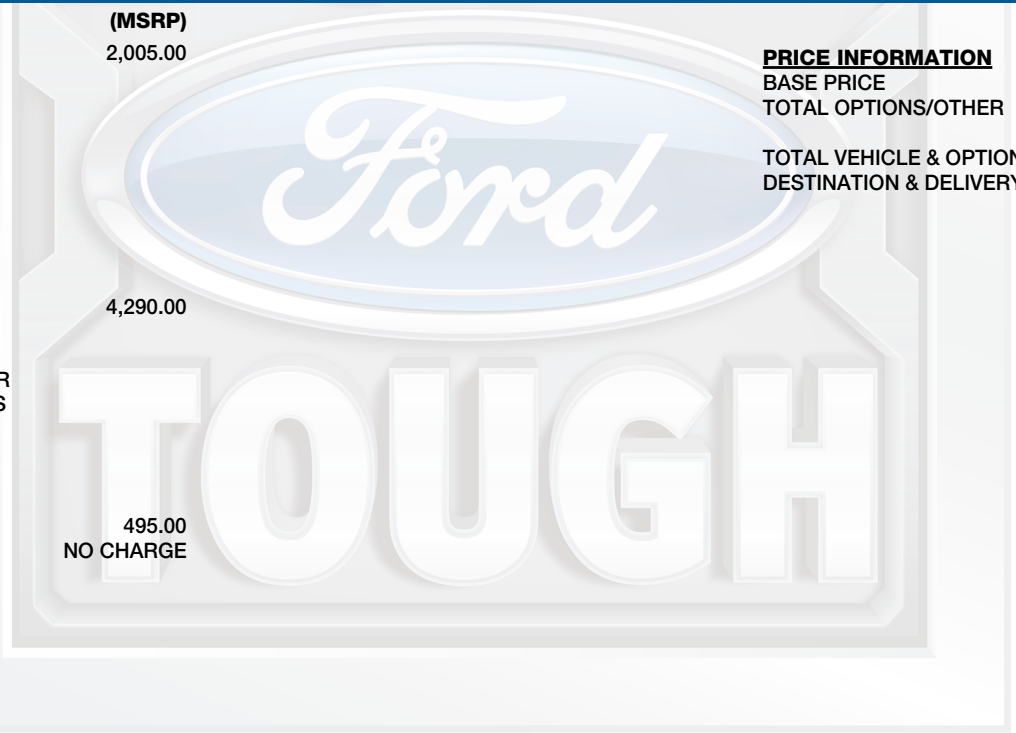 (MSRP)
2,005.00
4,290.00
R
S
495.00
NO CHARGE
PRICE INFORMATION
BASE PRICE
TOTAL OPTIONS/OTHER
TOTAL VEHICLE & OPTION
DESTINATION & DELIVERY
Ford
TOUGH